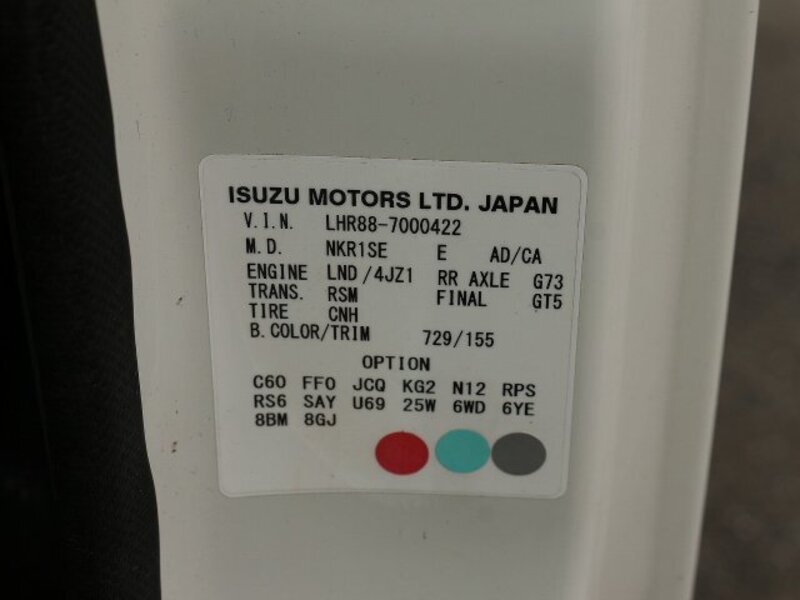 ISUZU MOTORS LTD. JAPAN
V.I.N. LHR88-7000422
M.D. NKR1SE E AD/CA
ENGINE LND/4JZ1 RR AXLE G73
TRANS. RSM FINAL GT5
TIRE CNH
B.COLOR/TRIM 729/155
OPTION
C60 FF0 JCQ KG2 N12 RPS
RS6 SAY U69 25W 6WD 6YE
8BM 8GJ